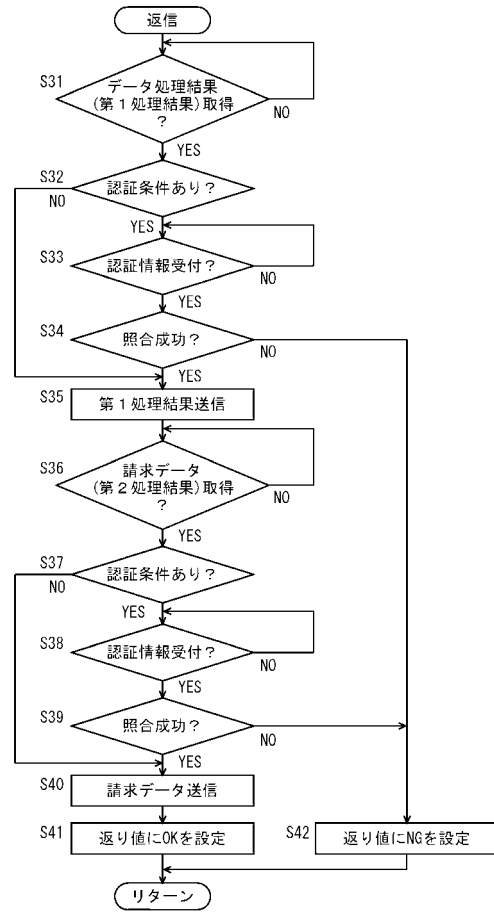 返信
S31
データ処理結果
(第１処理結果)取得
？
NO
YES
S32
認証条件あり？
NO
YES
S33
認証情報受付？
NO
YES
S34
照合成功？
NO
YES
S35
第１処理結果送信
S36
請求データ
(第２処理結果)取得
？
NO
YES
S37
認証条件あり？
NO
YES
S38
認証情報受付？
NO
YES
S39
照合成功？
NO
YES
S40
請求データ送信
S41
返り値にOKを設定
S42
返り値にNGを設定
リターン